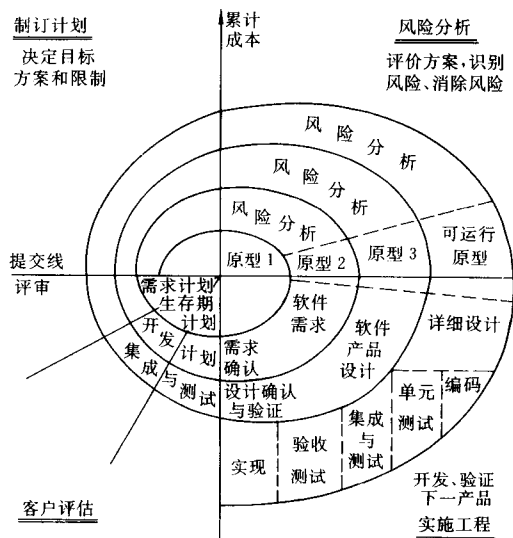 制订计划
决定目标
方案和限制
累计
成本
风险分析
评价方案,识别
风险、消除风险
风险分析
风险分析
风险分析
可运行
原型
原型1
原型2
原型3
提交线
评审
需求计划
生存期
计划
开发计划
集成与测试
软件
需求
需求
确认
软件
产品
设计
设计确认
与验证
详细设计
编码
单元
测试
集成
与
测试
验收
测试
实现
开发、验证
下一产品
实施工程
客户评估